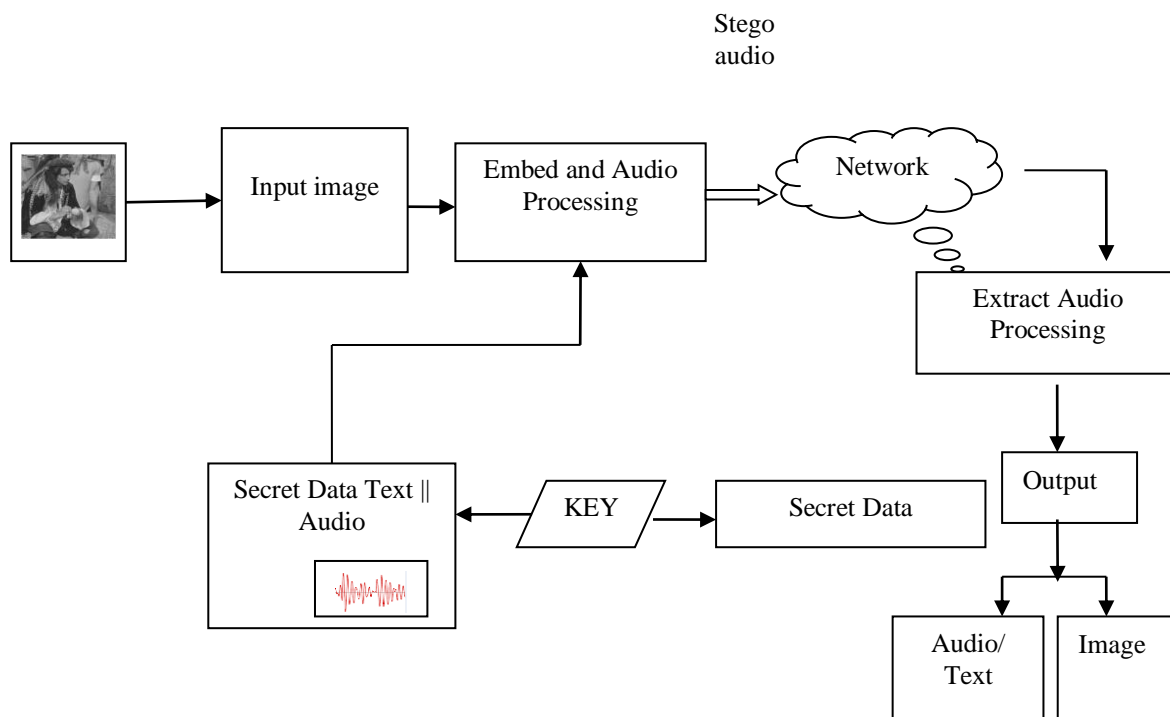 Stego
audio
Input image
Embed and Audio
Processing
Network
Extract Audio
Processing
Secret Data Text ||
Audio
KEY
Secret Data
Output
Audio/
Text
Image